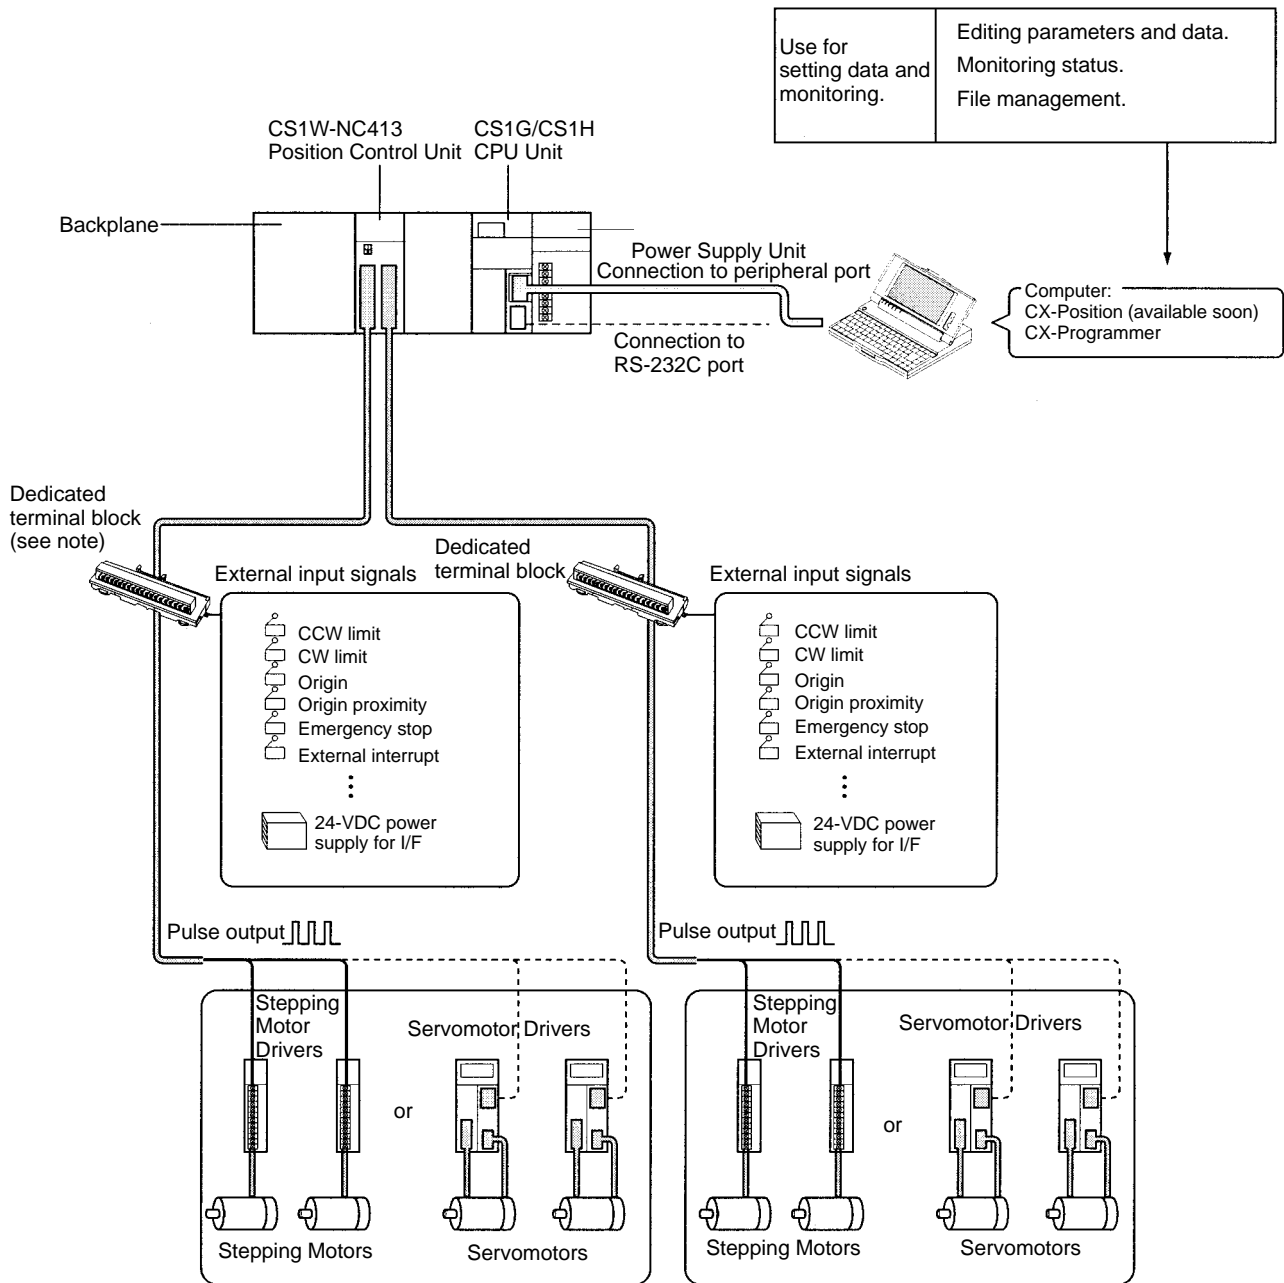 Use for
setting data and
monitoring.
Editing parameters and data.
Monitoring status.
File management.
CS1W-NC413
Position Control Unit
CS1G/CS1H
CPU Unit
Backplane
Power Supply Unit
Connection to peripheral port
Computer:
CX-Position (available soon)
CX-Programmer
Connection to
RS-232C port
Dedicated
terminal block
(see note)
External input signals
CCW limit
CW limit
Origin
Origin proximity
Emergency stop
External interrupt
24-VDC power
supply for I/F
Dedicated
terminal block
External input signals
CCW limit
CW limit
Origin
Origin proximity
Emergency stop
External interrupt
24-VDC power
supply for I/F
Pulse output
Stepping
Motor
Drivers
Servomotor Drivers
or
Stepping Motors
Servomotors
Pulse output
Stepping
Motor
Drivers
Servomotor Drivers
or
Stepping Motors
Servomotors